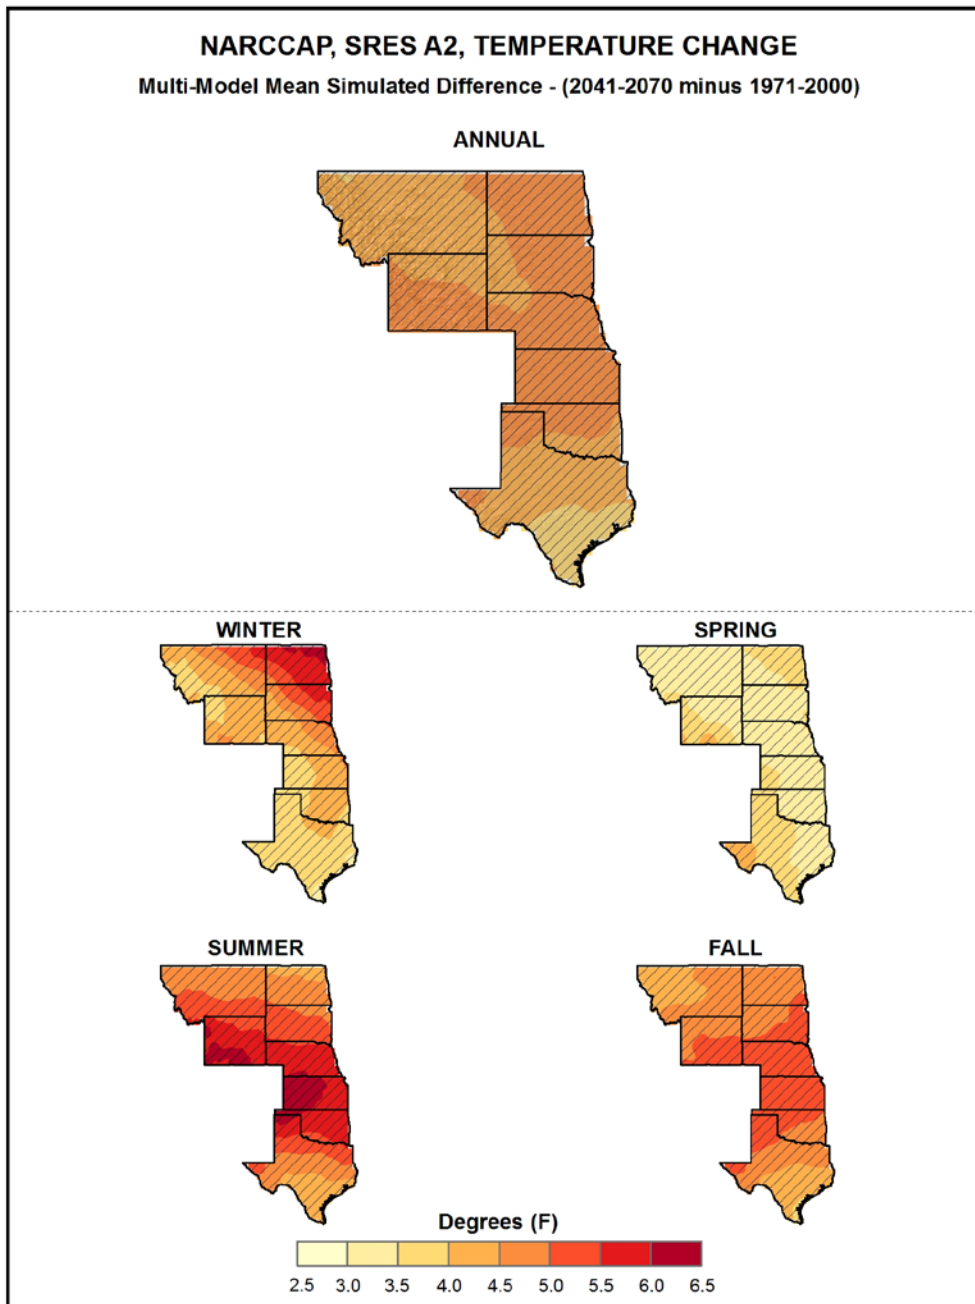 NARCCAP, SRES A2, TEMPERATURE CHANGE
Multi-Model Mean Simulated Difference - (2041-2070 minus 1971-2000)
ANNUAL
WINTER
SPRING
SUMMER
FALL
Degrees (F)
2.5 3.0 3.5 4.0 4.5 5.0 5.5 6.0 6.5